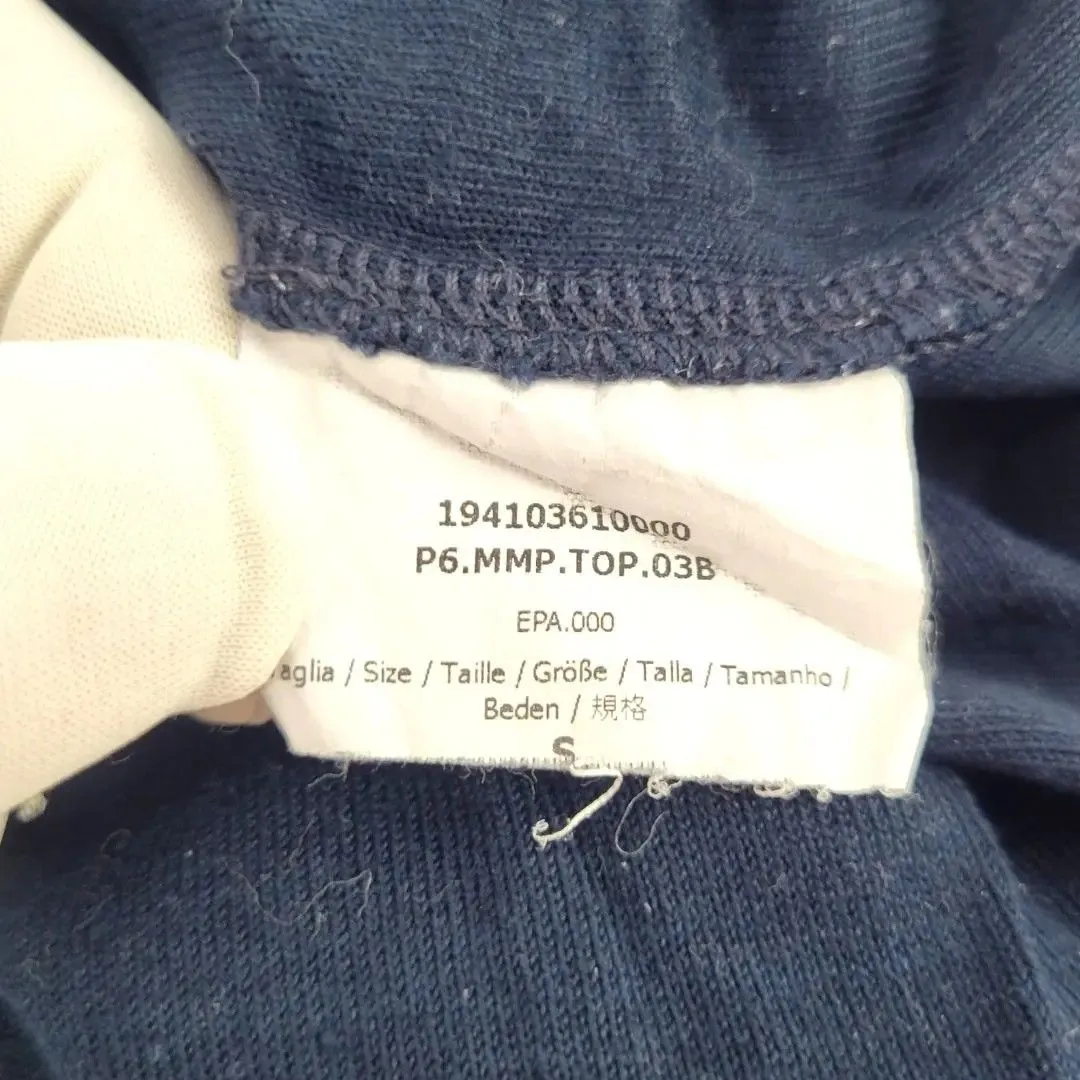 194103610000
P6.MMP.TOP.03B
EPA.000
aglia / Size / Taille / Größe / Talla / Tamanho /
Beden / 規格
S